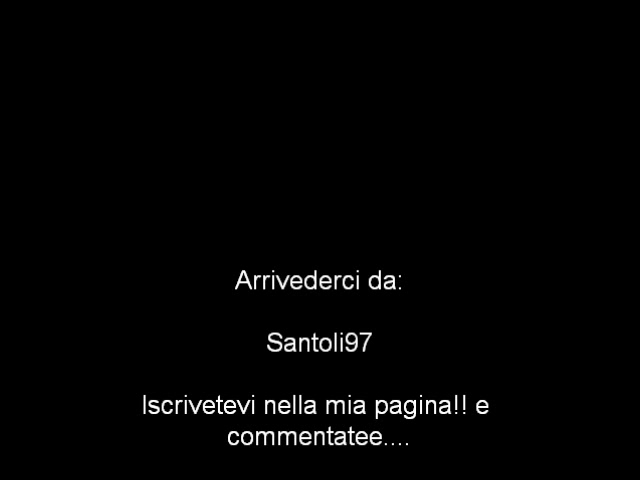 Arrivederci da:
Santoli97
Iscrivetevi nella mia pagina!! e
commentatee....